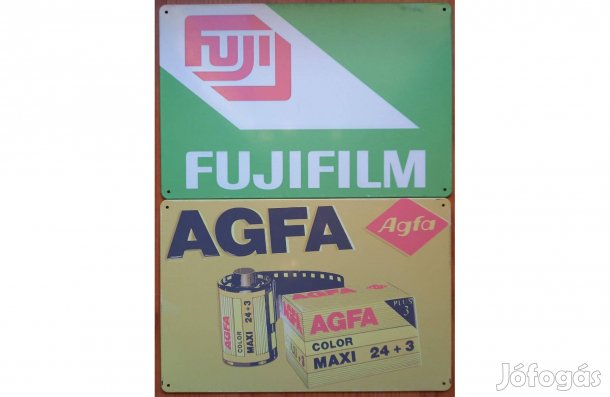 FUJI
FUJIFILM
AGFA
Agfa
AGFA
COLOR
MAXI 24+3
PLUS
3
AGFA
COLOR
MAXI 24+3
Jófogás